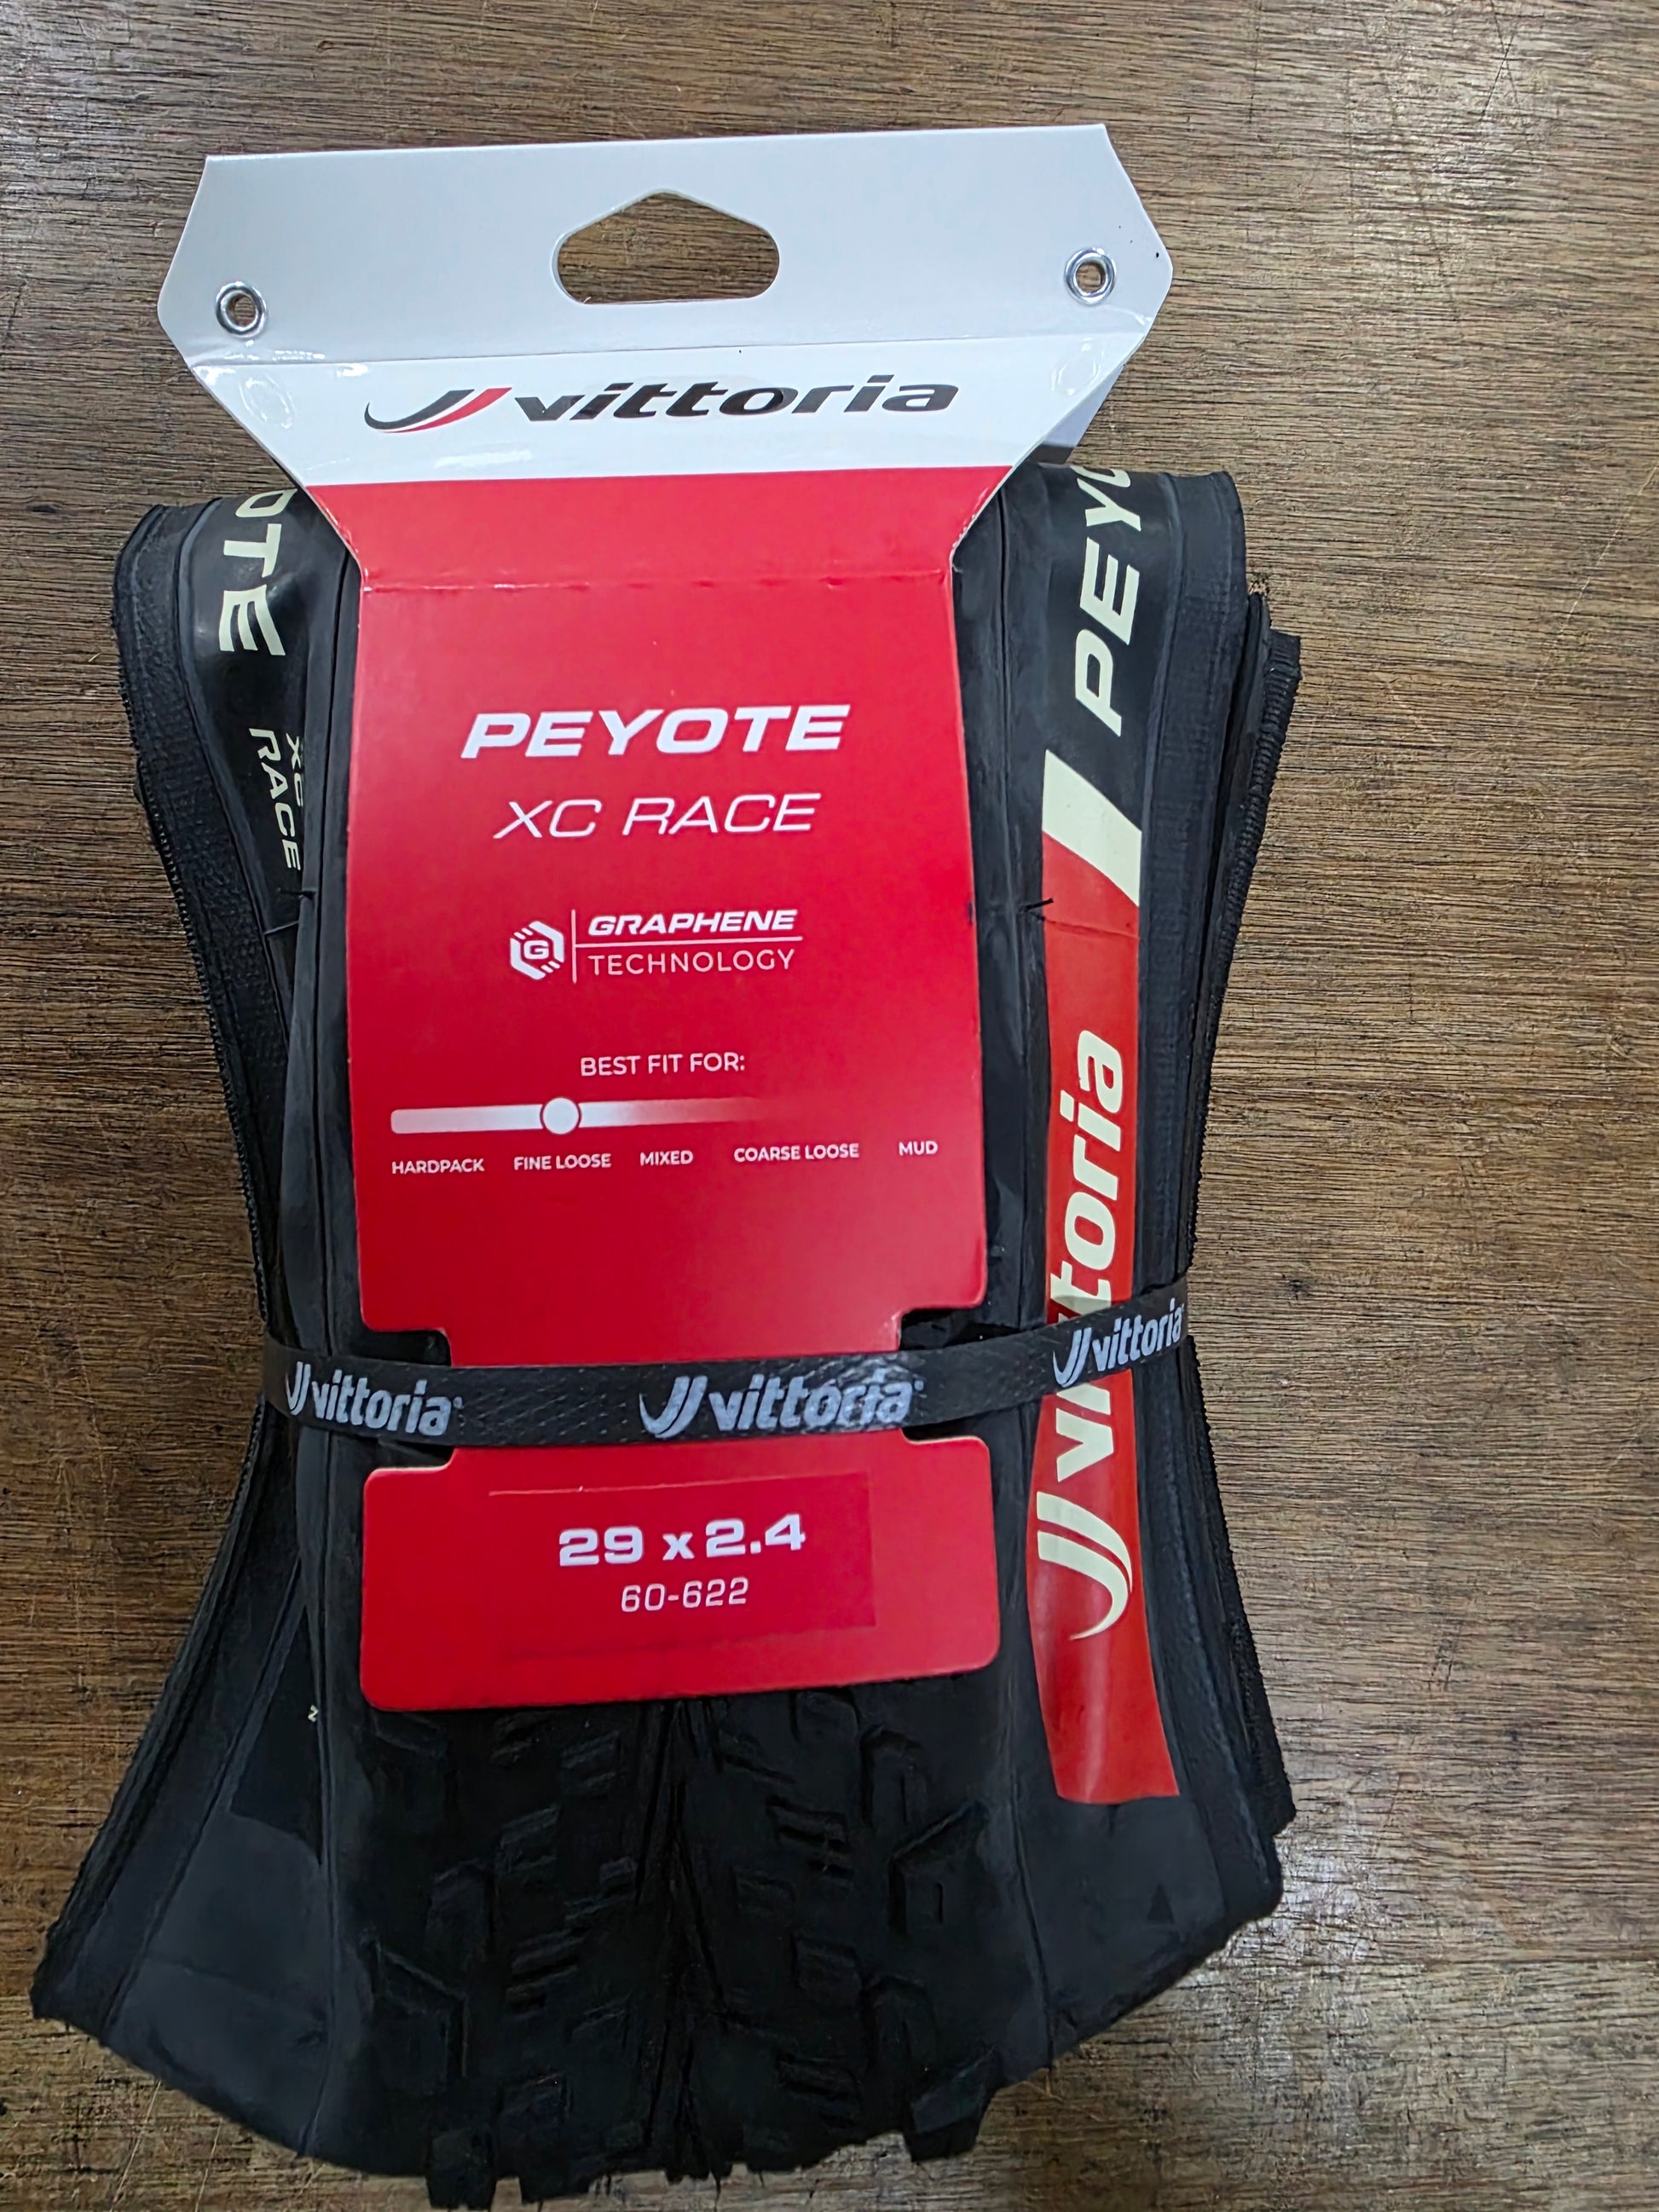 vittoria
OTE
XC
RACE
PEYO
PEYOTE
XC RACE
G
GRAPHENE
TECHNOLOGY
BEST FIT FOR:
HARDPACK FINE LOOSE MIXED COARSE LOOSE MUD
vittoria
vittoria
vittoria
vittoria
29 x 2.4
60-622